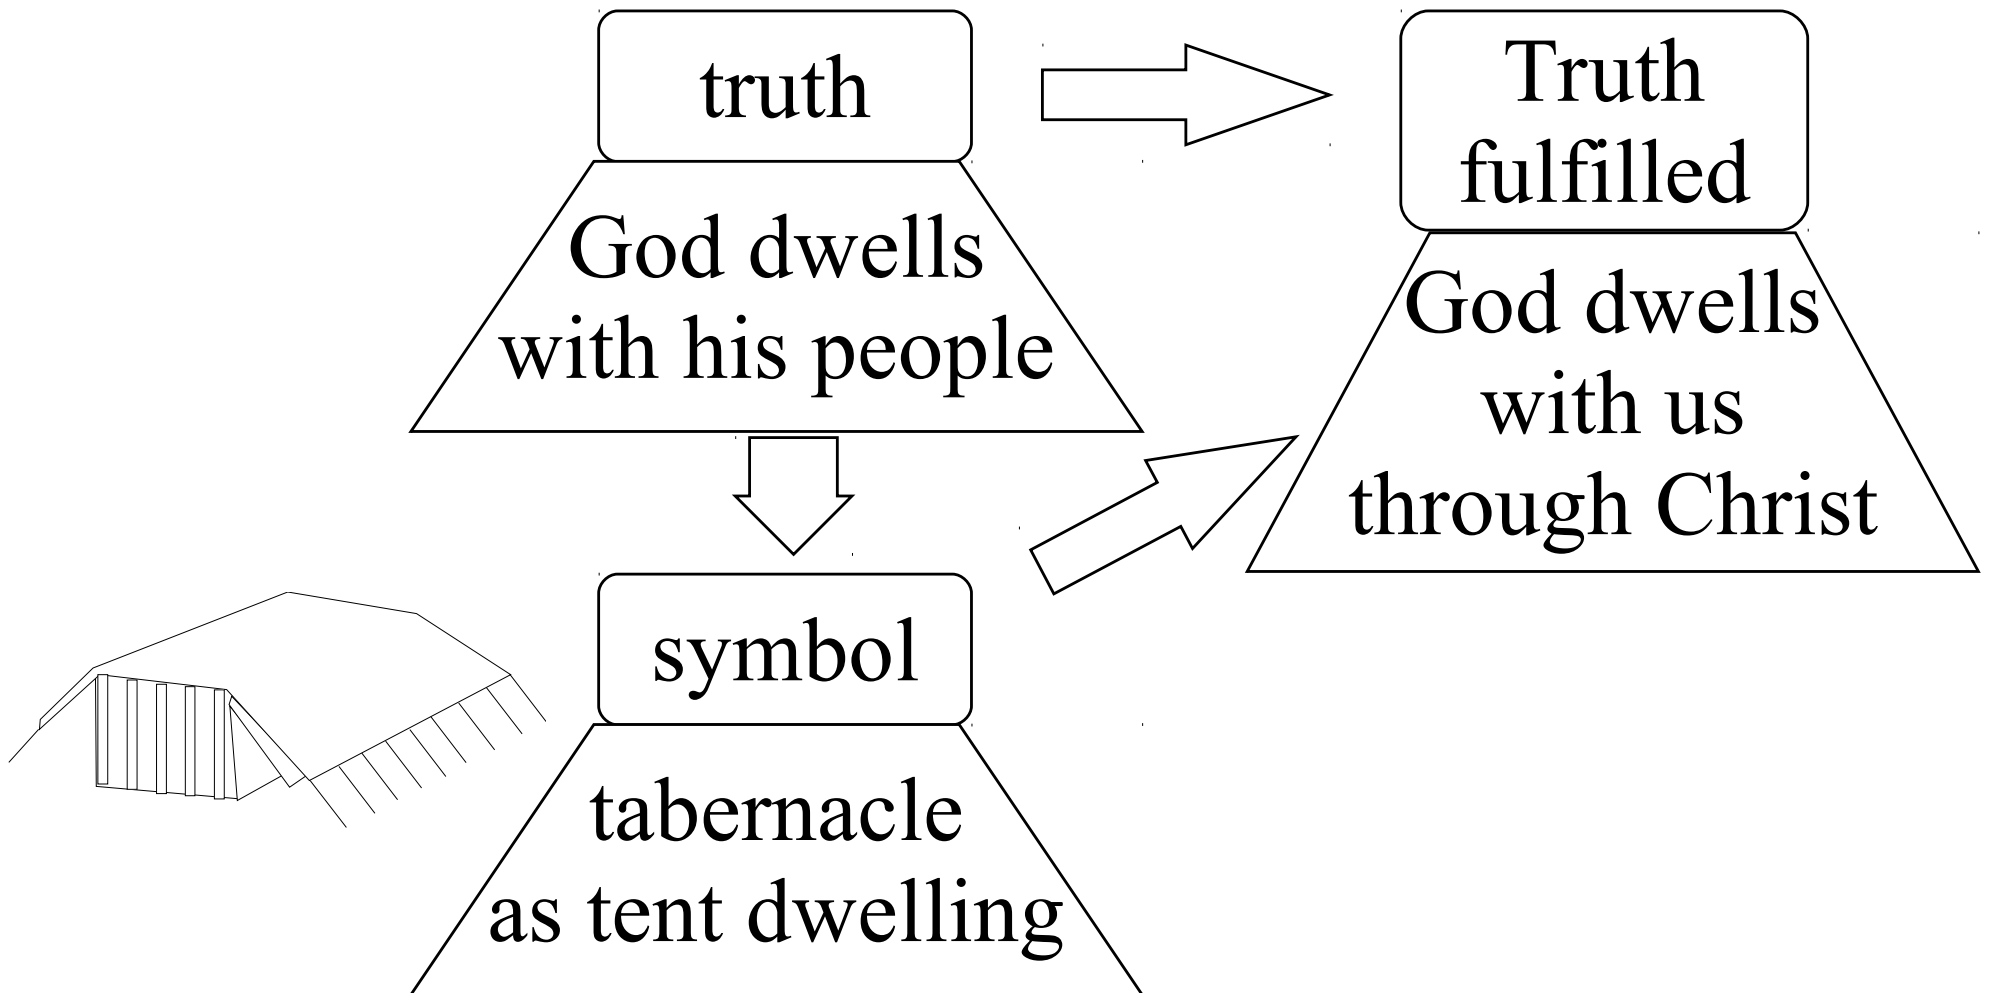 truth
God dwells
with his people
Truth
fulfilled
God dwells
with us
through Christ
symbol
tabernacle
as tent dwelling